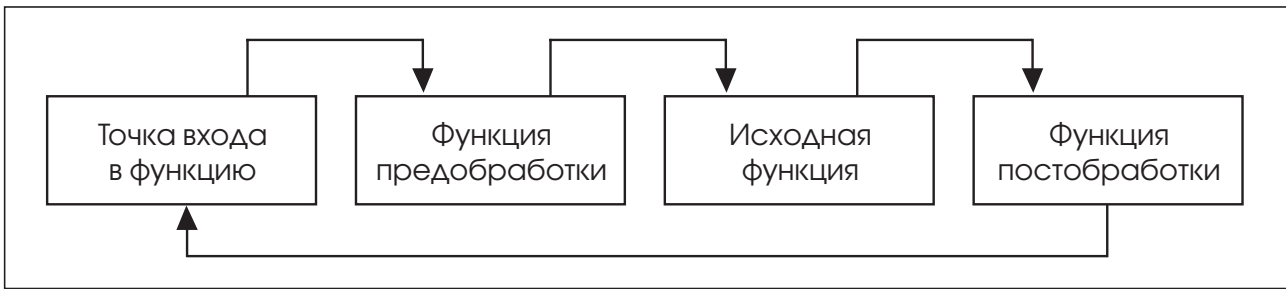 Точка входа
в функцию
Функция
предобработки
Исходная
функция
Функция
постобработки